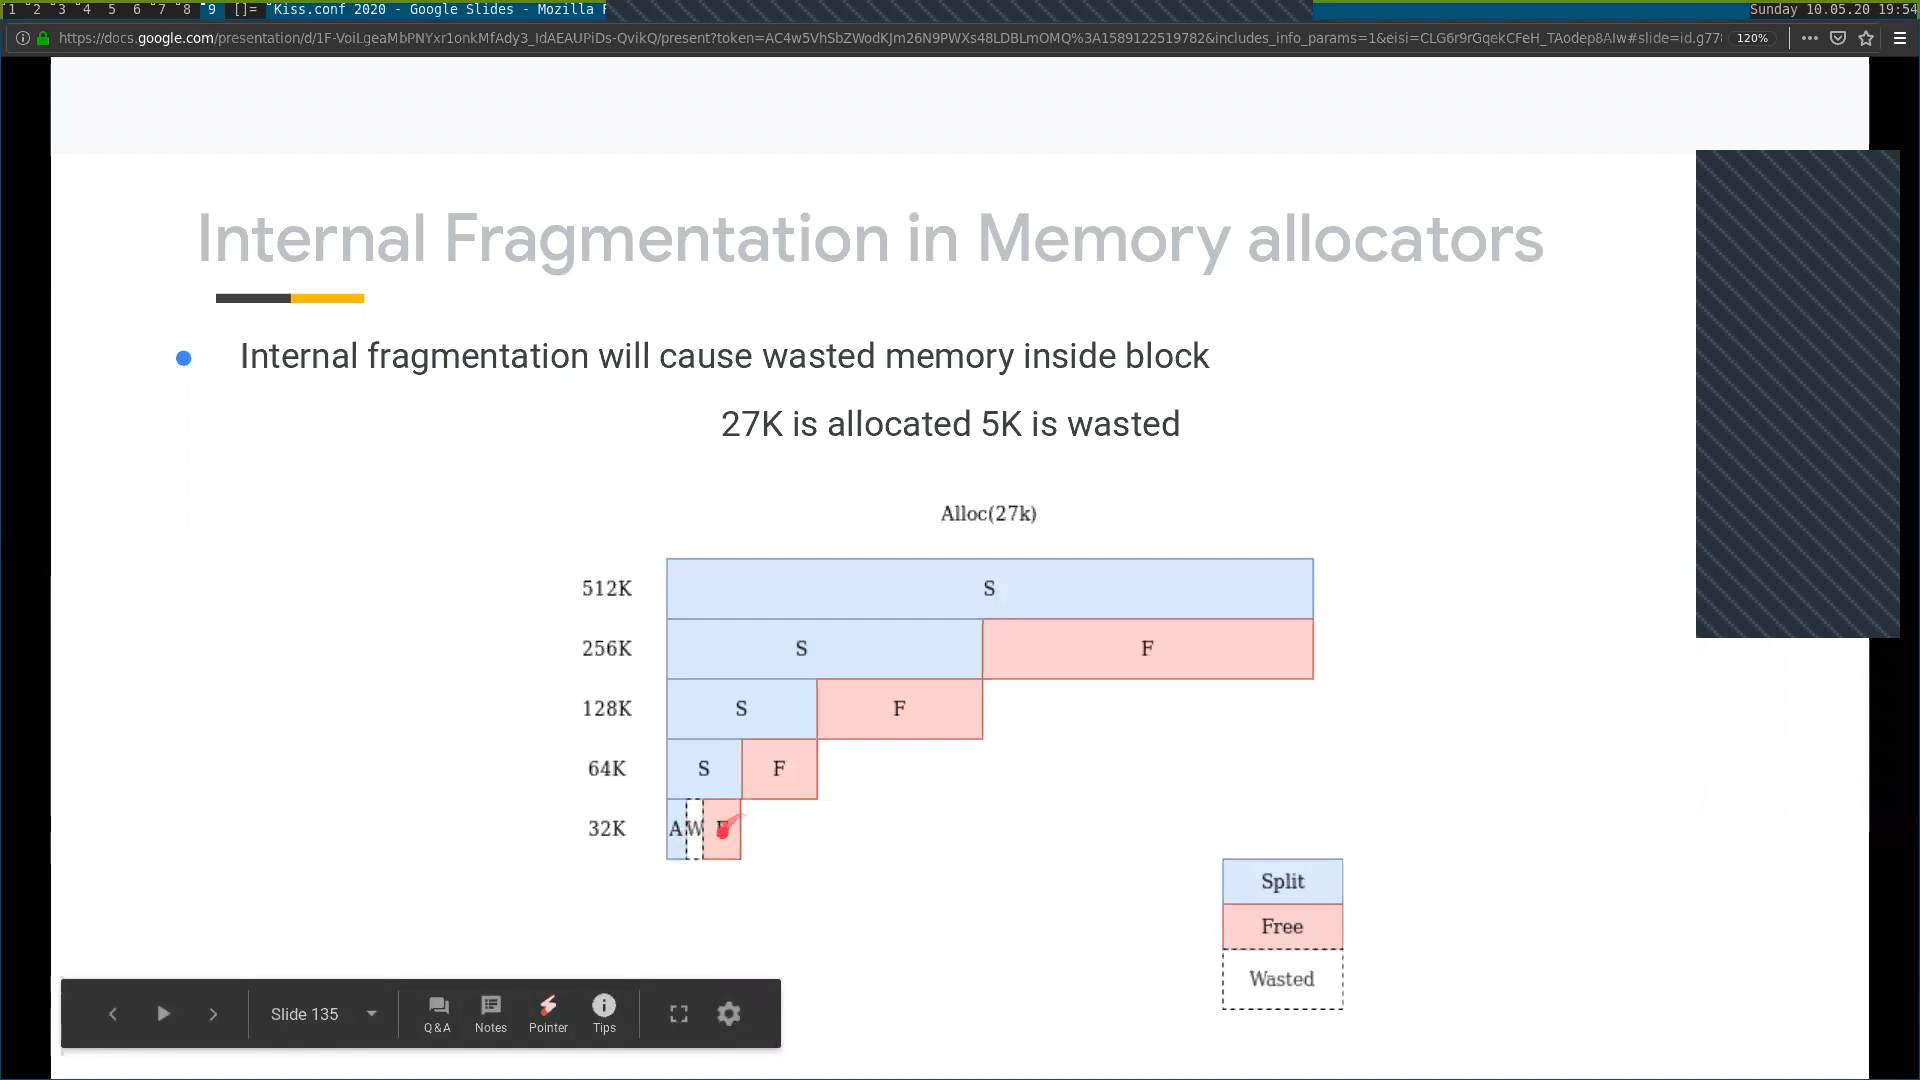 1 2 3 4 5 6 7 8 9 []= Kiss.conf 2020 - Google Slides - Mozilla F Sunday 10.05.20 19:54
https://docs.google.com/presentation/d/1F-VoiLgeaMbPNYxr1onkMfAdy3_IdAEAUPiDs-QvikQ/present?token=AC4w5VhSbZWodKJm26N9PWXs48LDBLmOMQ%3A1589122519782&includes_info_params=1&eisi=CLG6r9rGqekCFeH_TAodep8AIw#slide=id.g77 120%
Internal Fragmentation in Memory allocators
Internal fragmentation will cause wasted memory inside block
27K is allocated 5K is wasted
Alloc(27k)
512K S
256K S F
128K S F
64K S F
32K A W F
Split
Free
Wasted
Slide 135 Q&A Notes Pointer Tips